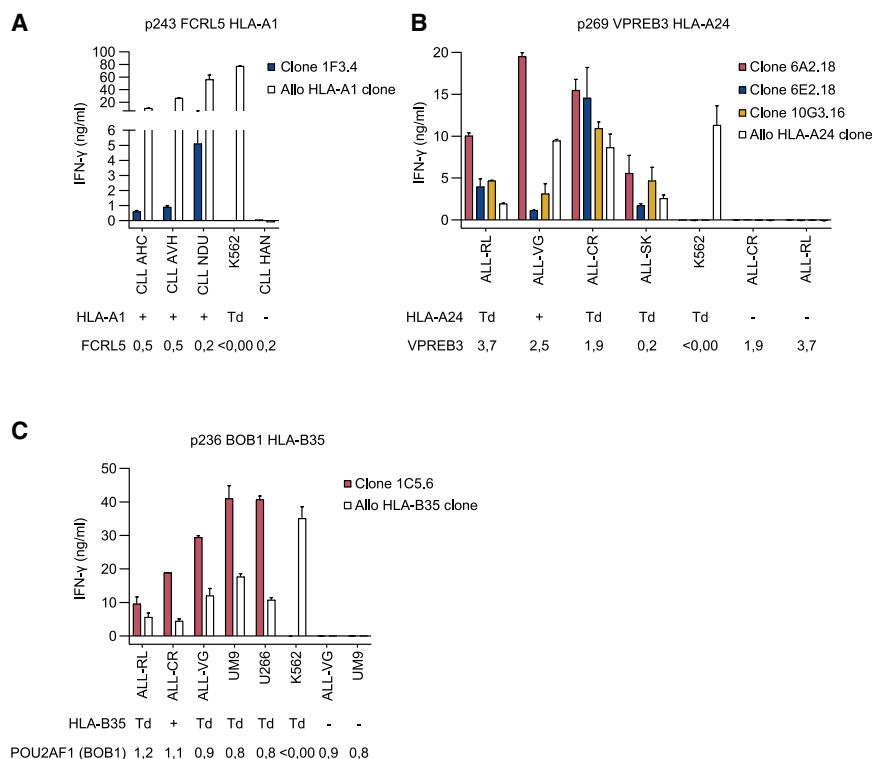 A
p243 FCRL5 HLA-A1
IFN-γ (ng/ml)
100
80
60
40
20
6
5
4
3
2
1
0
Clone 1F3.4
Allo HLA-A1 clone
CLL AHC
CLL AVH
CLL NDU
K562
CLL HAN
HLA-A1 + + + Td -
FCRL5 0,5 0,5 0,2 <0,00 0,2
B
p269 VPREB3 HLA-A24
IFN-γ (ng/ml)
20
15
10
5
0
Clone 6A2.18
Clone 6E2.18
Clone 10G3.16
Allo HLA-A24 clone
ALL-RL
ALL-VG
ALL-CR
ALL-SK
K562
ALL-CR
ALL-RL
HLA-A24 Td + Td Td Td - -
VPREB3 3,7 2,5 1,9 0,2 <0,00 1,9 3,7
C
p236 BOB1 HLA-B35
IFN-γ (ng/ml)
50
40
30
20
10
0
Clone 1C5.6
Allo HLA-B35 clone
ALL-RL
ALL-CR
ALL-VG
UM9
U266
K562
ALL-VG
UM9
HLA-B35 Td + Td Td Td Td - -
POU2AF1 (BOB1) 1,2 1,1 0,9 0,8 0,8 <0,00 0,9 0,8